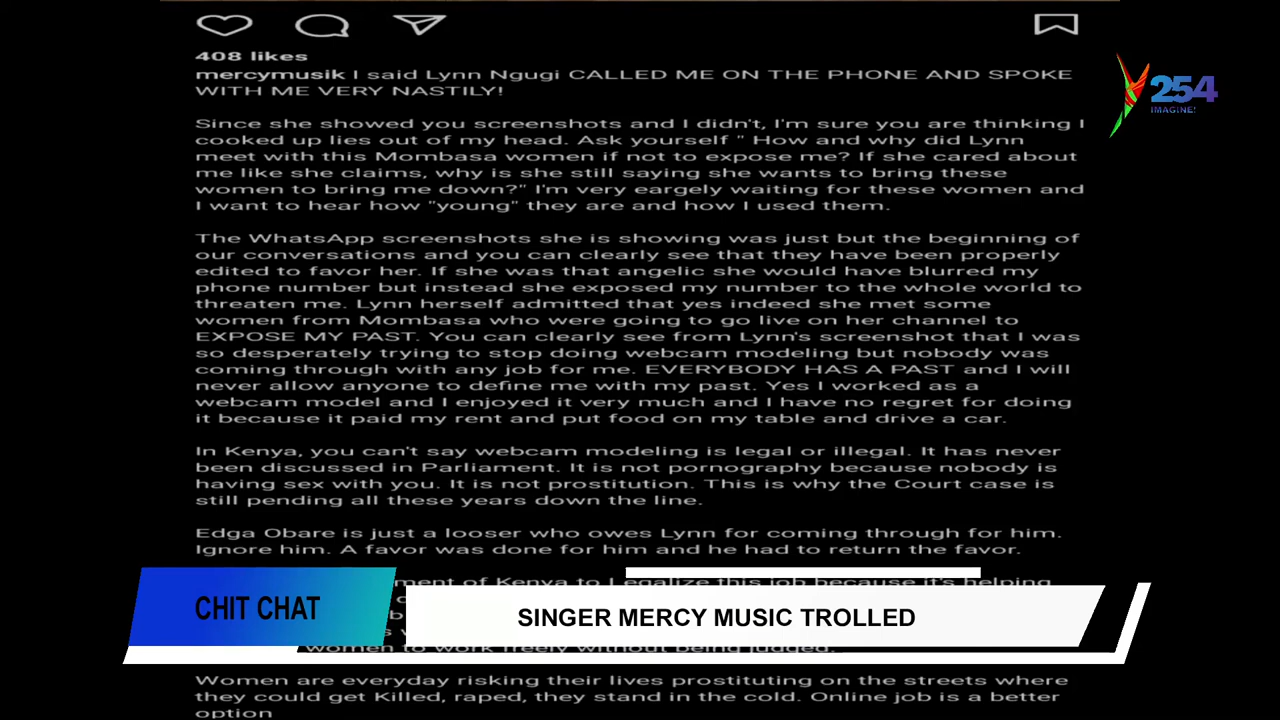 408 likes
mercymusik I said Lynn Ngugi CALLED ME ON THE PHONE AND SPOKE
WITH ME VERY NASTILY!
Since she showed you screenshots and I didn't, I'm sure you are thinking I
cooked up lies out of my head. Ask yourself " How and why did Lynn
meet with this Mombasa women if not to expose me? If she cared about
me like she claims, why is she still saying she wants to bring these
women to bring me down?" I'm very eargely waiting for these women and
I want to hear how "young" they are and how I used them.
The WhatsApp screenshots she is showing was just but the beginning of
our conversations and you can clearly see that they have been properly
edited to favor her. If she was that angelic she would have blurred my
phone number but instead she exposed my number to the whole world to
threaten me. Lynn herself admitted that yes indeed she met some
women from Mombasa who were going to go live on her channel to
EXPOSE MY PAST. You can clearly see from Lynn's screenshot that I was
so desperately trying to stop doing webcam modeling but nobody was
coming through with any job for me. EVERYBODY HAS A PAST and I will
never allow anyone to define me with my past. Yes I worked as a
webcam model and I enjoyed it very much and I have no regret for doing
it because it paid my rent and put food on my table and drive a car.
In Kenya, you can't say webcam modeling is legal or illegal. It has never
been discussed in Parliament. It is not pornography because nobody is
having sex with you. It is not prostitution. This is why the Court case is
still pending all these years down the line.
Edga Obare is just a looser who owes Lynn for coming through for him.
Ignore him. A favor was done for him and he had to return the favor.
of Kenya to legalize this job because it's helping
women to work freely without being judged.
Women are everyday risking their lives prostituting on the streets where
they could get Killed, raped, they stand in the cold. Online job is a better
option
Y254
IMAGINE!
CHIT CHAT
SINGER MERCY MUSIC TROLLED